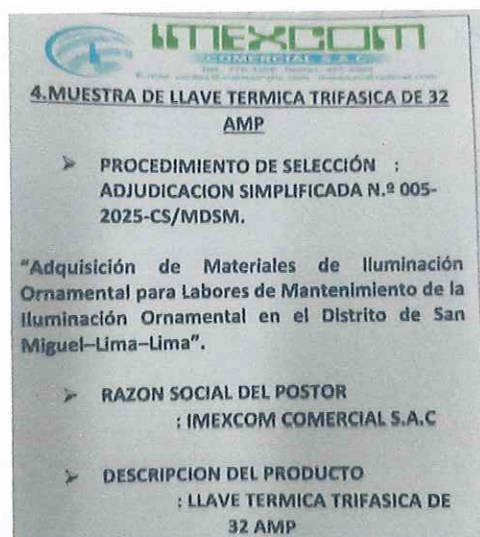 IMEXCOM
COMERCIAL S.A.C
4.MUESTRA DE LLAVE TERMICA TRIFASICA DE 32
AMP
➢ PROCEDIMIENTO DE SELECCIÓN :
ADJUDICACION SIMPLIFICADA N.º 005-
2025-CS/MDSM.
"Adquisición de Materiales de Iluminación
Ornamental para Labores de Mantenimiento de la
Iluminación Ornamental en el Distrito de San
Miguel–Lima–Lima".
➢ RAZON SOCIAL DEL POSTOR
: IMEXCOM COMERCIAL S.A.C
➢ DESCRIPCION DEL PRODUCTO
: LLAVE TERMICA TRIFASICA DE
32 AMP